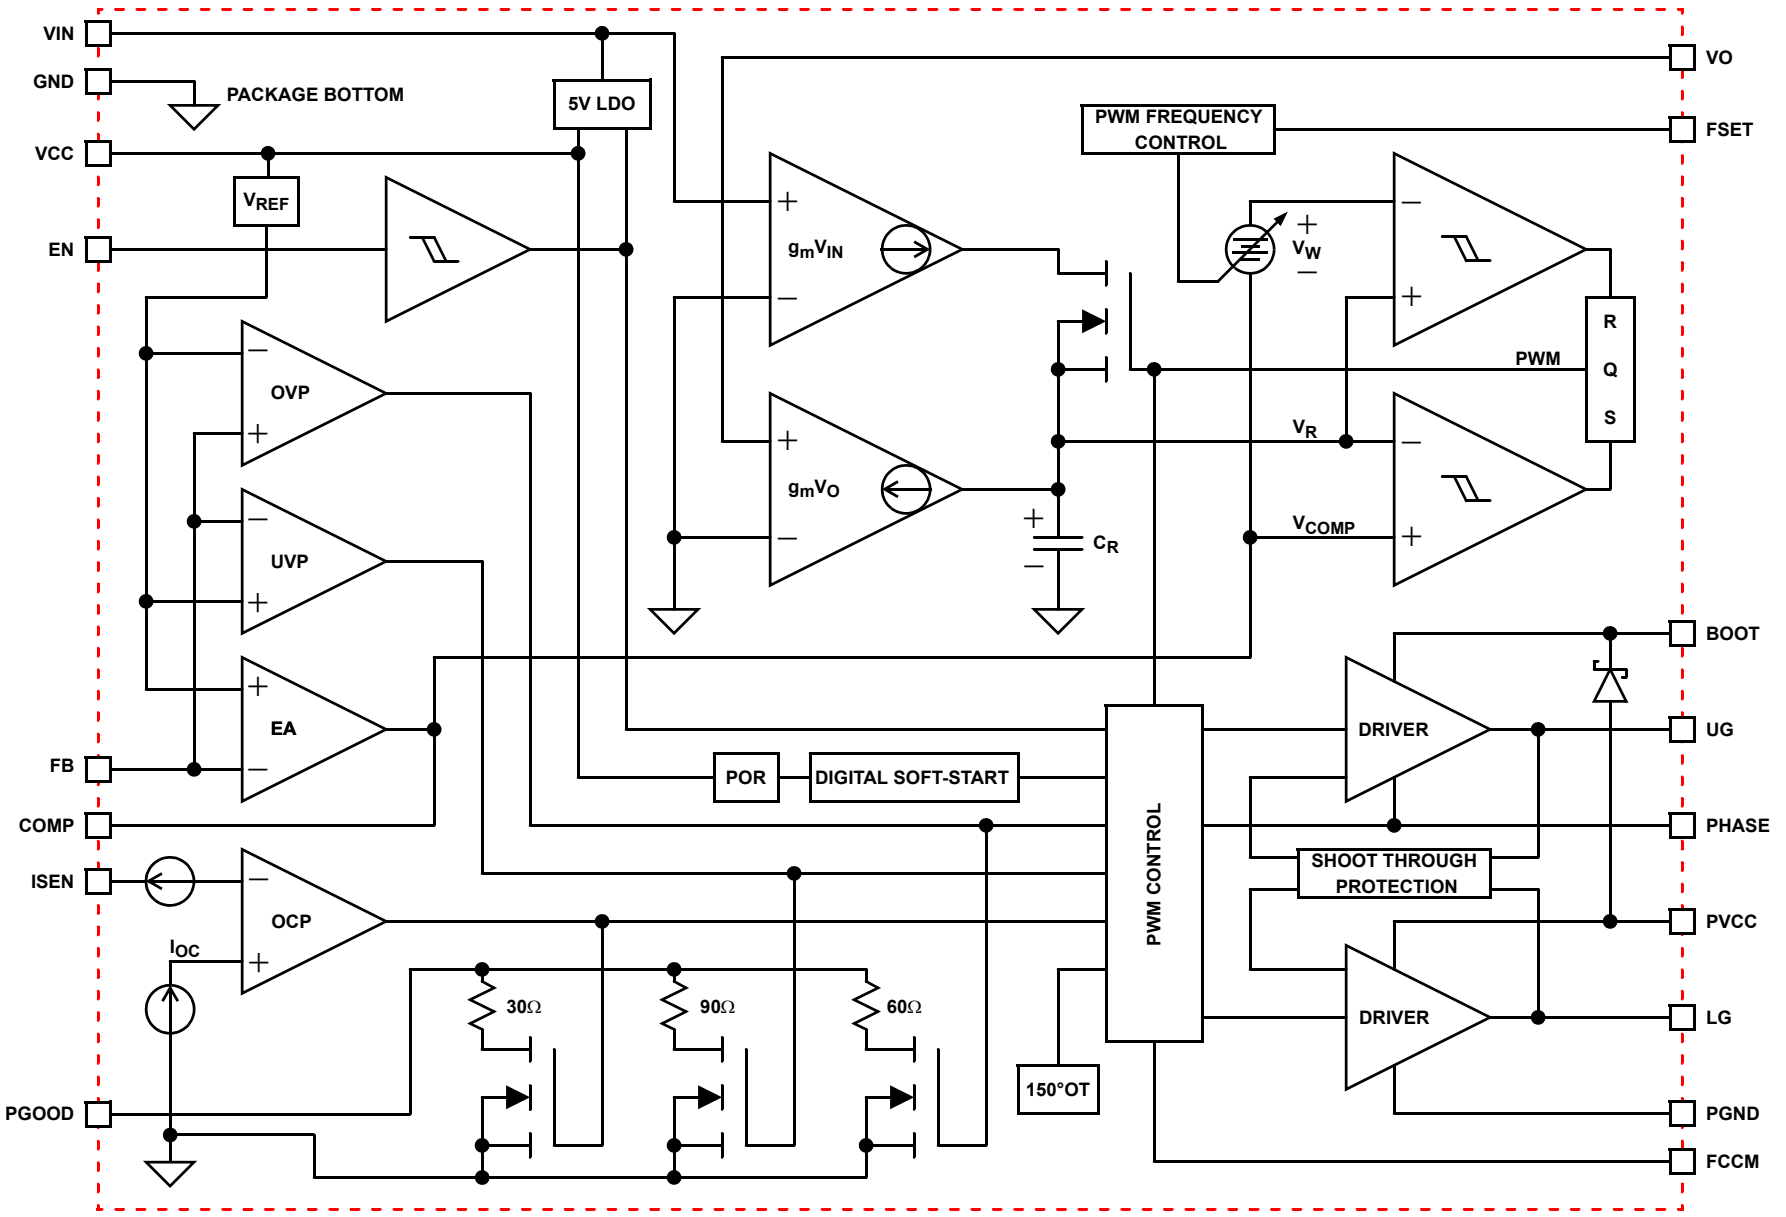 VIN
GND
PACKAGE BOTTOM
VCC
VREF
EN
5V LDO
VO
PWM FREQUENCY
CONTROL
FSET
+
gmVIN
−
+
VW
−
−
+
R
Q
S
PWM
−
OVP
+
−
UVP
+
+
EA
−
FB
COMP
+
gmVO
−
+
CR
−
VR
−
VCOMP
+
BOOT
DRIVER
UG
POR
DIGITAL SOFT-START
PWM CONTROL
PHASE
SHOOT THROUGH
PROTECTION
ISEN
−
OCP
+
IOC
PVCC
30Ω
90Ω
60Ω
DRIVER
LG
150°OT
PGOOD
PGND
FCCM